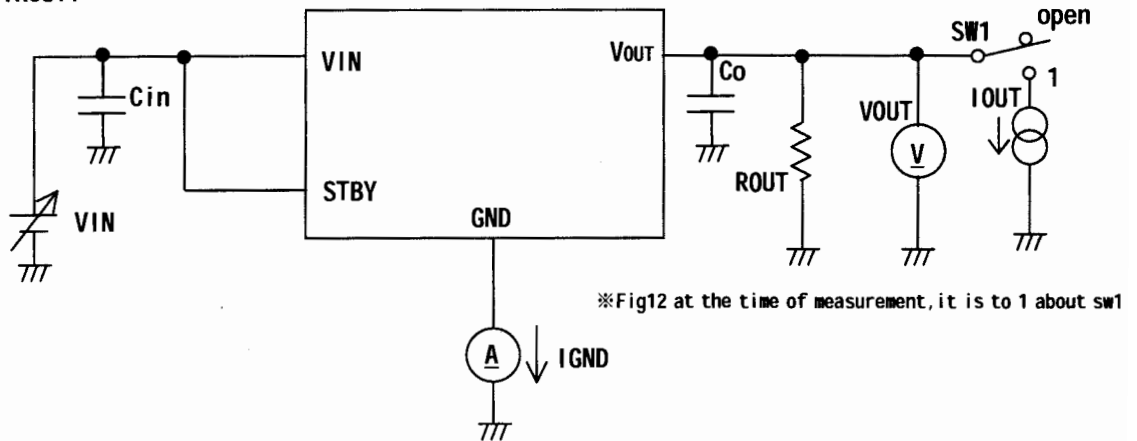 open
SW1
VIN
VOUT
Co
1
Cin
IOUT
VOUT
V
ROUT
STBY
VIN
GND
※Fig12 at the time of measurement, it is to 1 about sw1
A
IGND